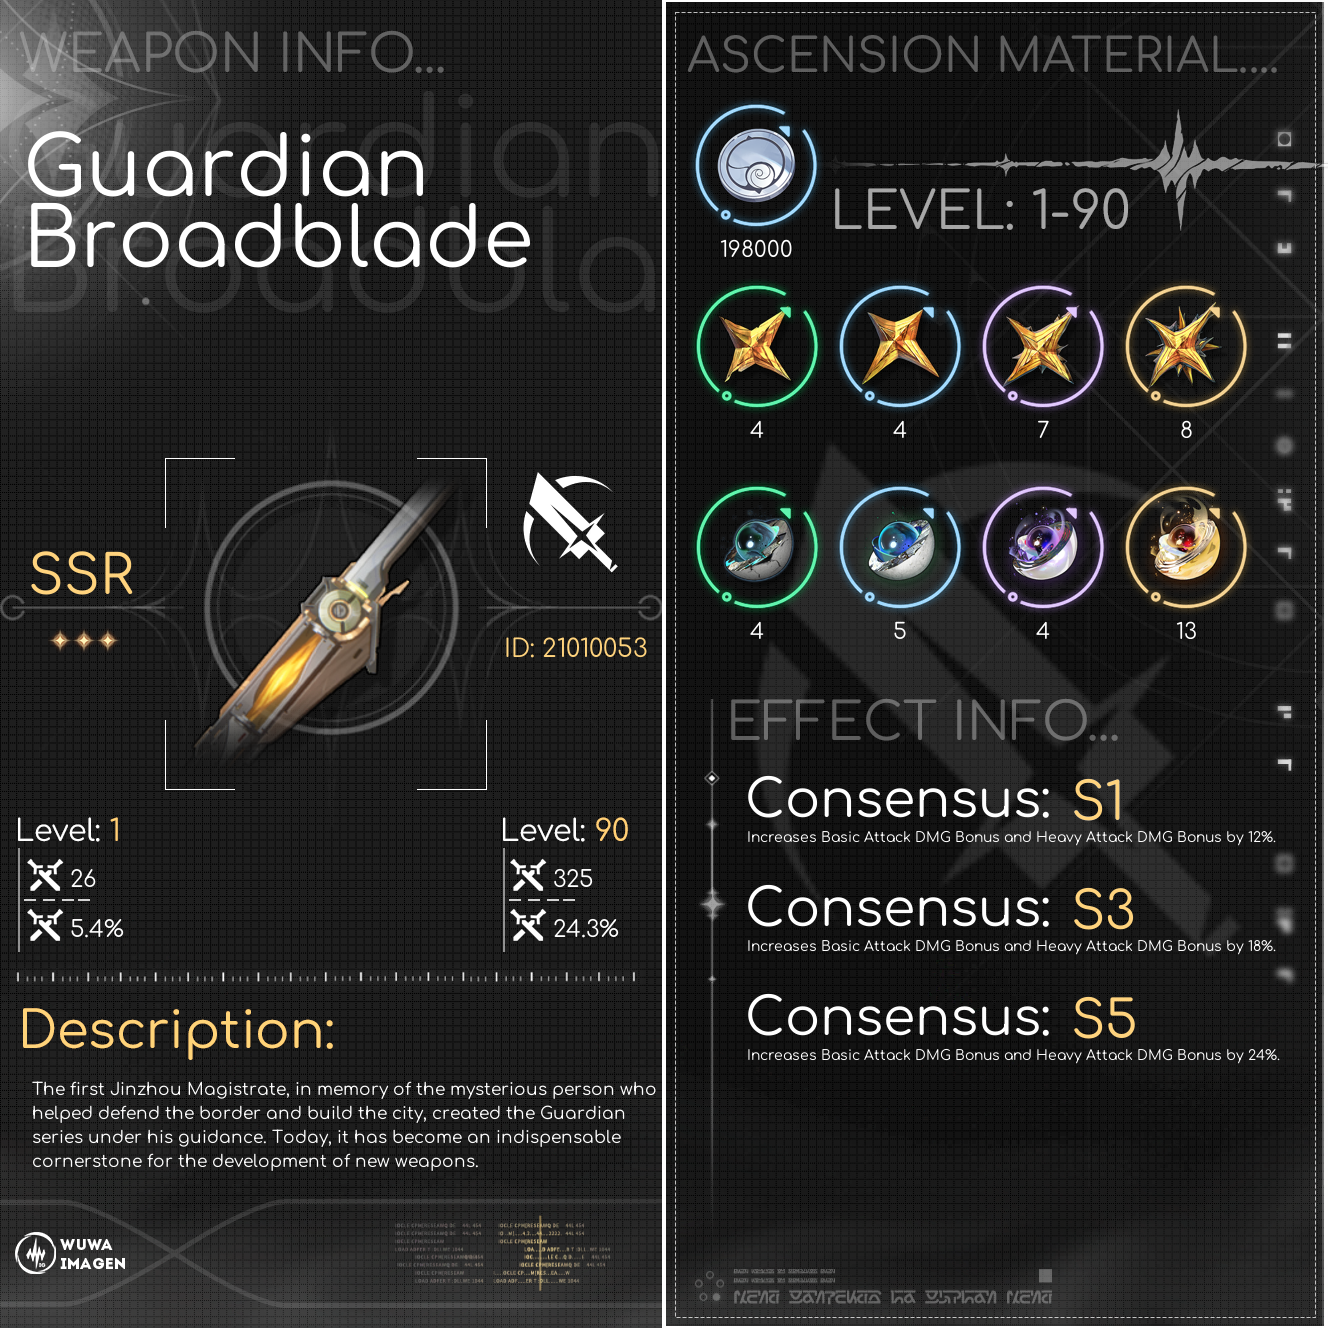 WEAPON INFO...
Guardian
Broadblade
SSR
ID: 21010053
Level: 1
26
5.4%
Level: 90
325
24.3%
Description:
The first Jinzhou Magistrate, in memory of the mysterious person who
helped defend the border and build the city, created the Guardian
series under his guidance. Today, it has become an indispensable
cornerstone for the development of new weapons.
WUWA
IMAGEN
ASCENSION MATERIAL....
198000
LEVEL: 1-90
4 4 7 8
4 5 4 13
EFFECT INFO...
Consensus: S1
Increases Basic Attack DMG Bonus and Heavy Attack DMG Bonus by 12%.
Consensus: S3
Increases Basic Attack DMG Bonus and Heavy Attack DMG Bonus by 18%.
Consensus: S5
Increases Basic Attack DMG Bonus and Heavy Attack DMG Bonus by 24%.